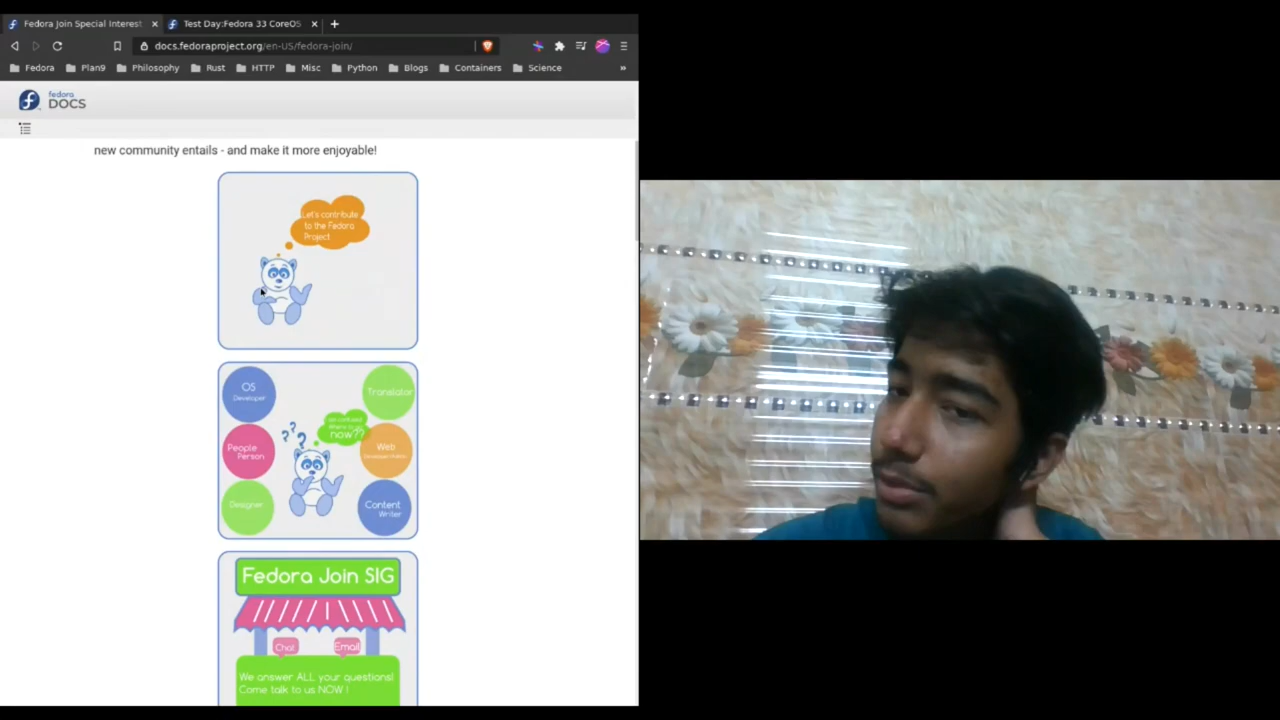 Fedora Join Special Interest
Test Day:Fedora 33 CoreOS
docs.fedoraproject.org/en-US/fedora-join/
Fedora
Plan9
Philosophy
Rust
HTTP
Misc
Python
Blogs
Containers
Science
»
fedora
DOCS
new community entails - and make it more enjoyable!
Let's contribute
to the Fedora
Project
OS
Developer
Translator
now??
People
Person
Web
Designer
Content
Writer
Fedora Join SIG
Chat
Email
We answer ALL your questions!
Come talk to us NOW !